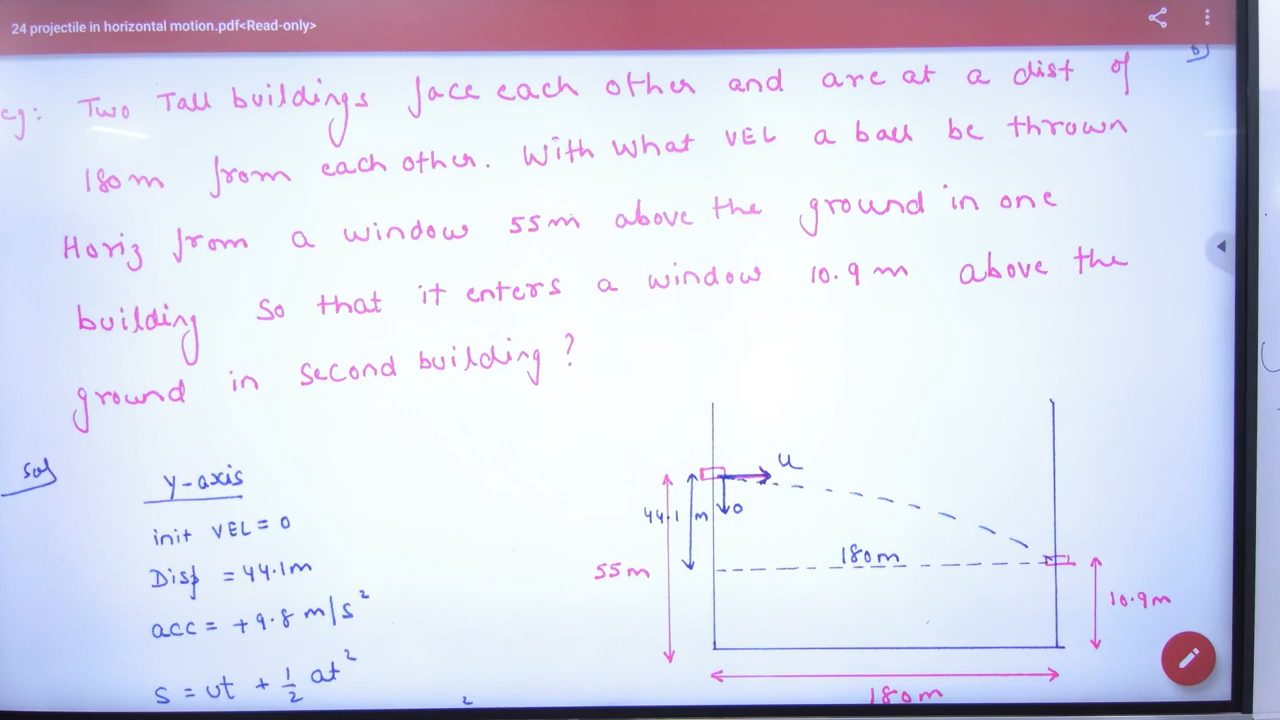 24 projectile in horizontal motion.pdf<Read-only>
eg: Two Tall buildings face each other and are at a dist of
180m from each other. With what VEL a ball be thrown
Horiz from a window 55m above the ground in one
building so that it enters a window 10.9m above the
ground in second building?
Sol
Y-axis
init VEL = 0
Disp = 44.1m
acc = +9.8 m/s²
S = ut + 1/2 at²
2
u
44.1 m
0
180m
55m
10.9m
180m